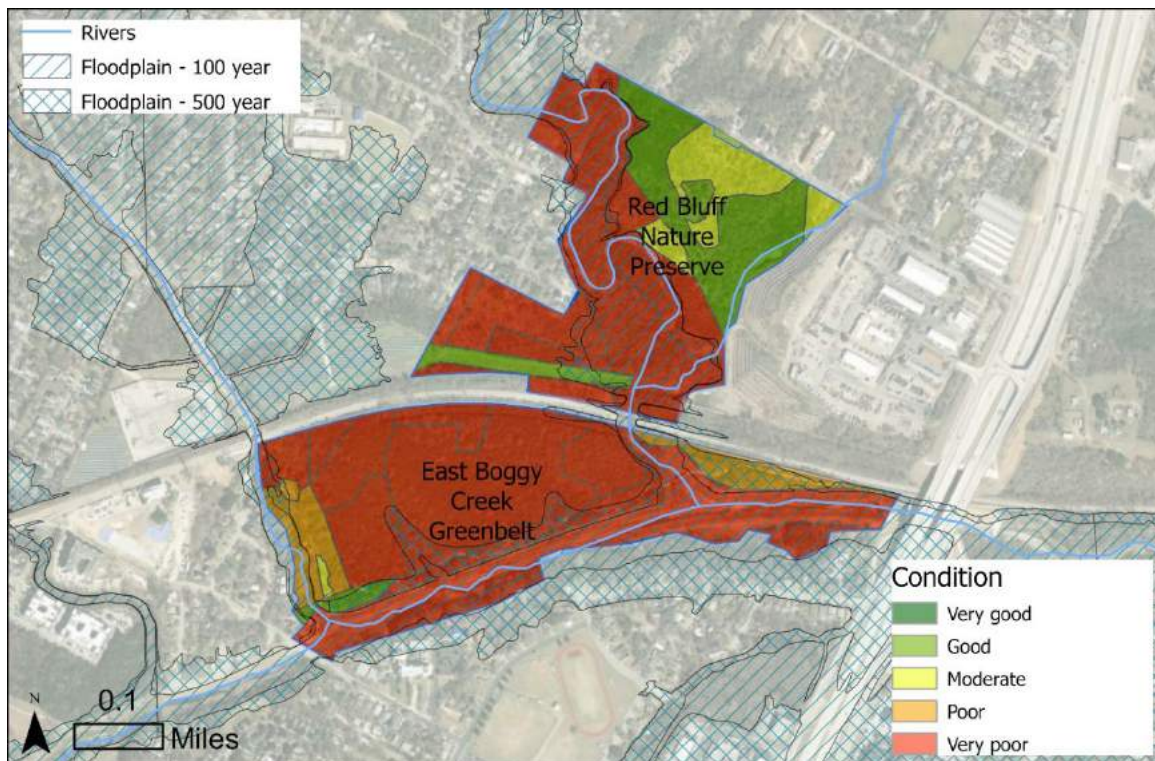 Rivers
Floodplain - 100 year
Floodplain - 500 year
Red Bluff
Nature
Preserve
East Boggy
Creek
Greenbelt
Condition
Very good
Good
Moderate
Poor
Very poor
N
0.1
Miles